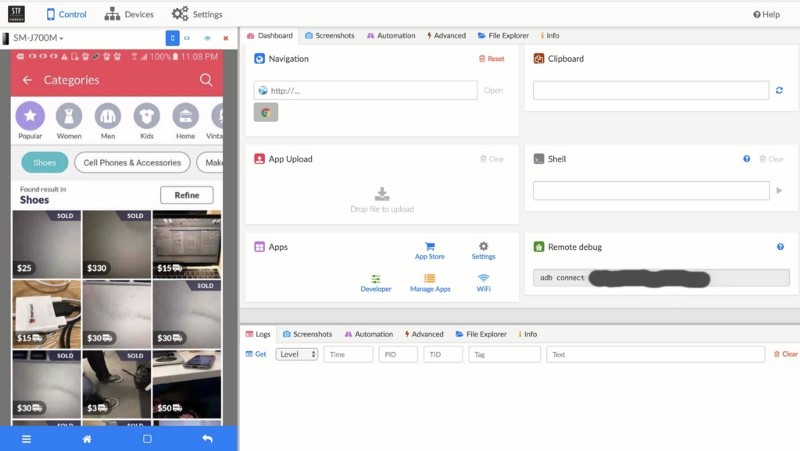 STF
Control
Devices
Settings
Help
SM-J700M
100% 11:08 PM
Categories
Popular
Women
Men
Kids
Home
Vinta
Shoes
Cell Phones & Accessories
Make
Found result in
Shoes
Refine
SOLD
$25
SOLD
$330
SOLD
$15
$15
$30
SOLD
$30
SOLD
$30
SOLD
$3
SOLD
$50
Dashboard
Screenshots
Automation
Advanced
File Explorer
Info
Navigation
Reset
http://...
Open
Clipboard
App Upload
Clear
Drop file to upload
Shell
Clear
Apps
App Store
Settings
Developer
Manage Apps
WiFi
Remote debug
adb connect
Logs
Screenshots
Automation
Advanced
File Explorer
Info
Get
Level
Time
PID
TID
Tag
Text
Clear